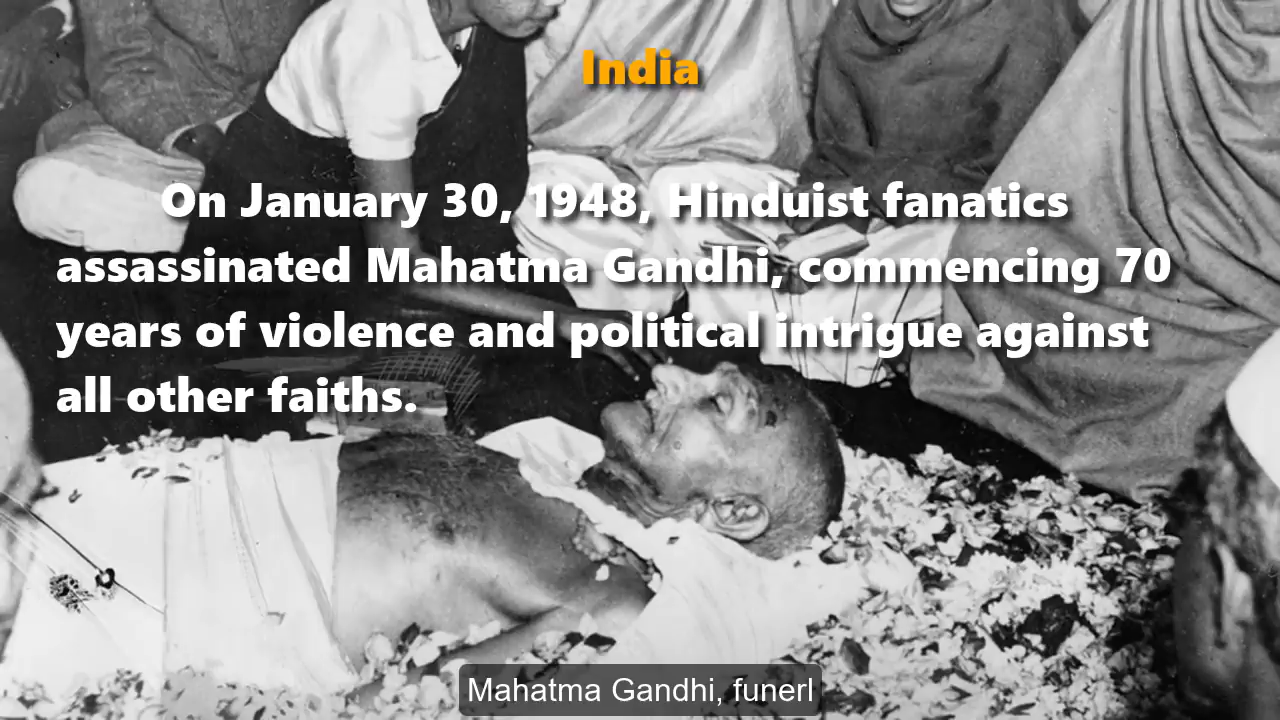 India
On January 30, 1948, Hinduist fanatics
assassinated Mahatma Gandhi, commencing 70
years of violence and political intrigue against
all other faiths.
Mahatma Gandhi, funerl